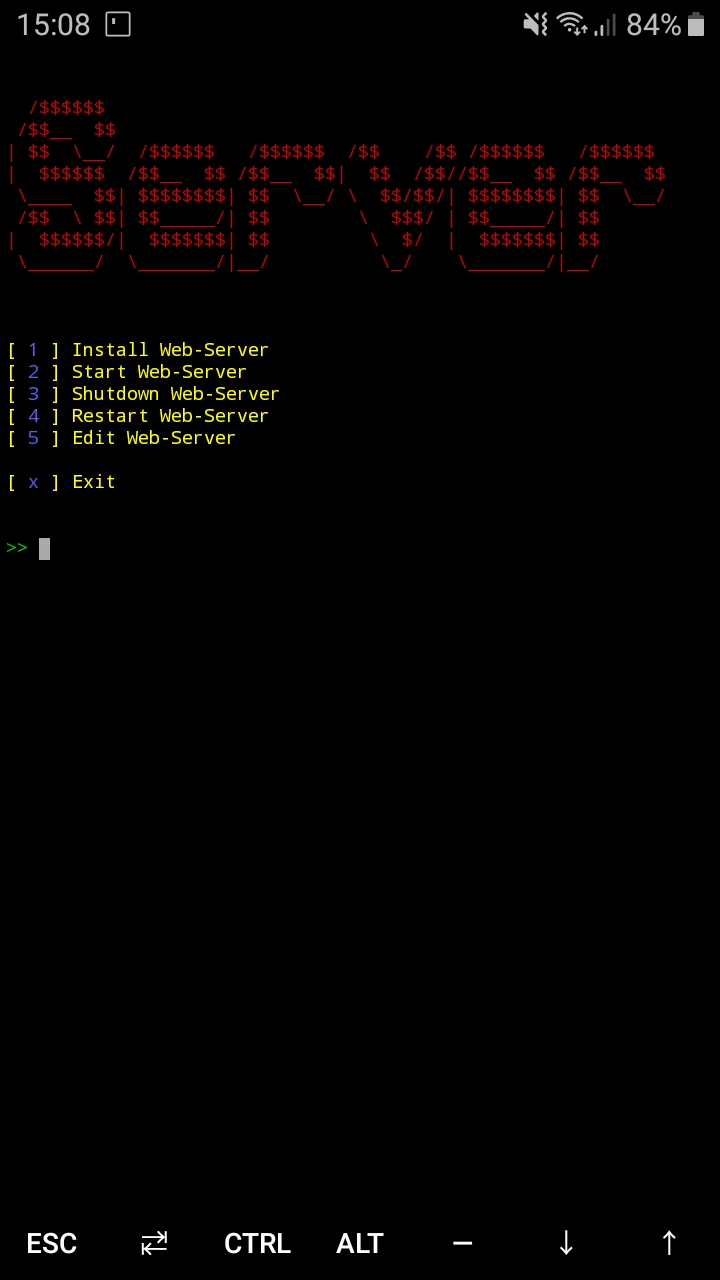 15:08 84%
  /$$$$$$
 /$$__  $$
| $$  \__/  /$$$$$$   /$$$$$$  /$$    /$$ /$$$$$$   /$$$$$$
|  $$$$$$  /$$__  $$ /$$__  $$|  $$  /$$//$$__  $$ /$$__  $$
 \____  $$| $$$$$$$$| $$  \__/ \  $$/$$/| $$$$$$$$| $$  \__/
 /$$  \ $$| $$_____/| $$        \  $$$/ | $$_____/| $$
|  $$$$$$/|  $$$$$$$| $$         \  $/  |  $$$$$$$| $$
 \______/  \_______/|__/          \_/    \_______/|__/
[ 1 ] Install Web-Server
[ 2 ] Start Web-Server
[ 3 ] Shutdown Web-Server
[ 4 ] Restart Web-Server
[ 5 ] Edit Web-Server
[ x ] Exit
>>
ESC ⇄ CTRL ALT — ↓ ↑